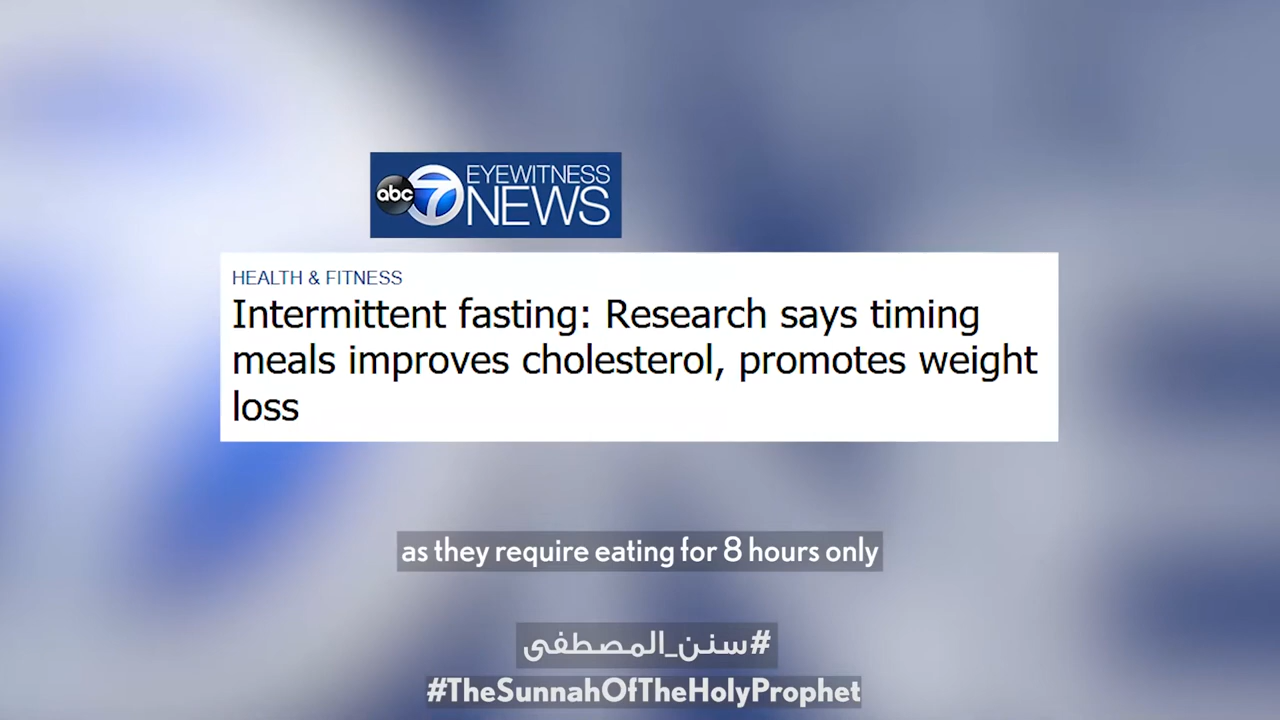 abc 7 EYEWITNESS
NEWS
HEALTH & FITNESS
Intermittent fasting: Research says timing
meals improves cholesterol, promotes weight
loss
as they require eating for 8 hours only
#سنن_المصطفى
#TheSunnahOfTheHolyProphet